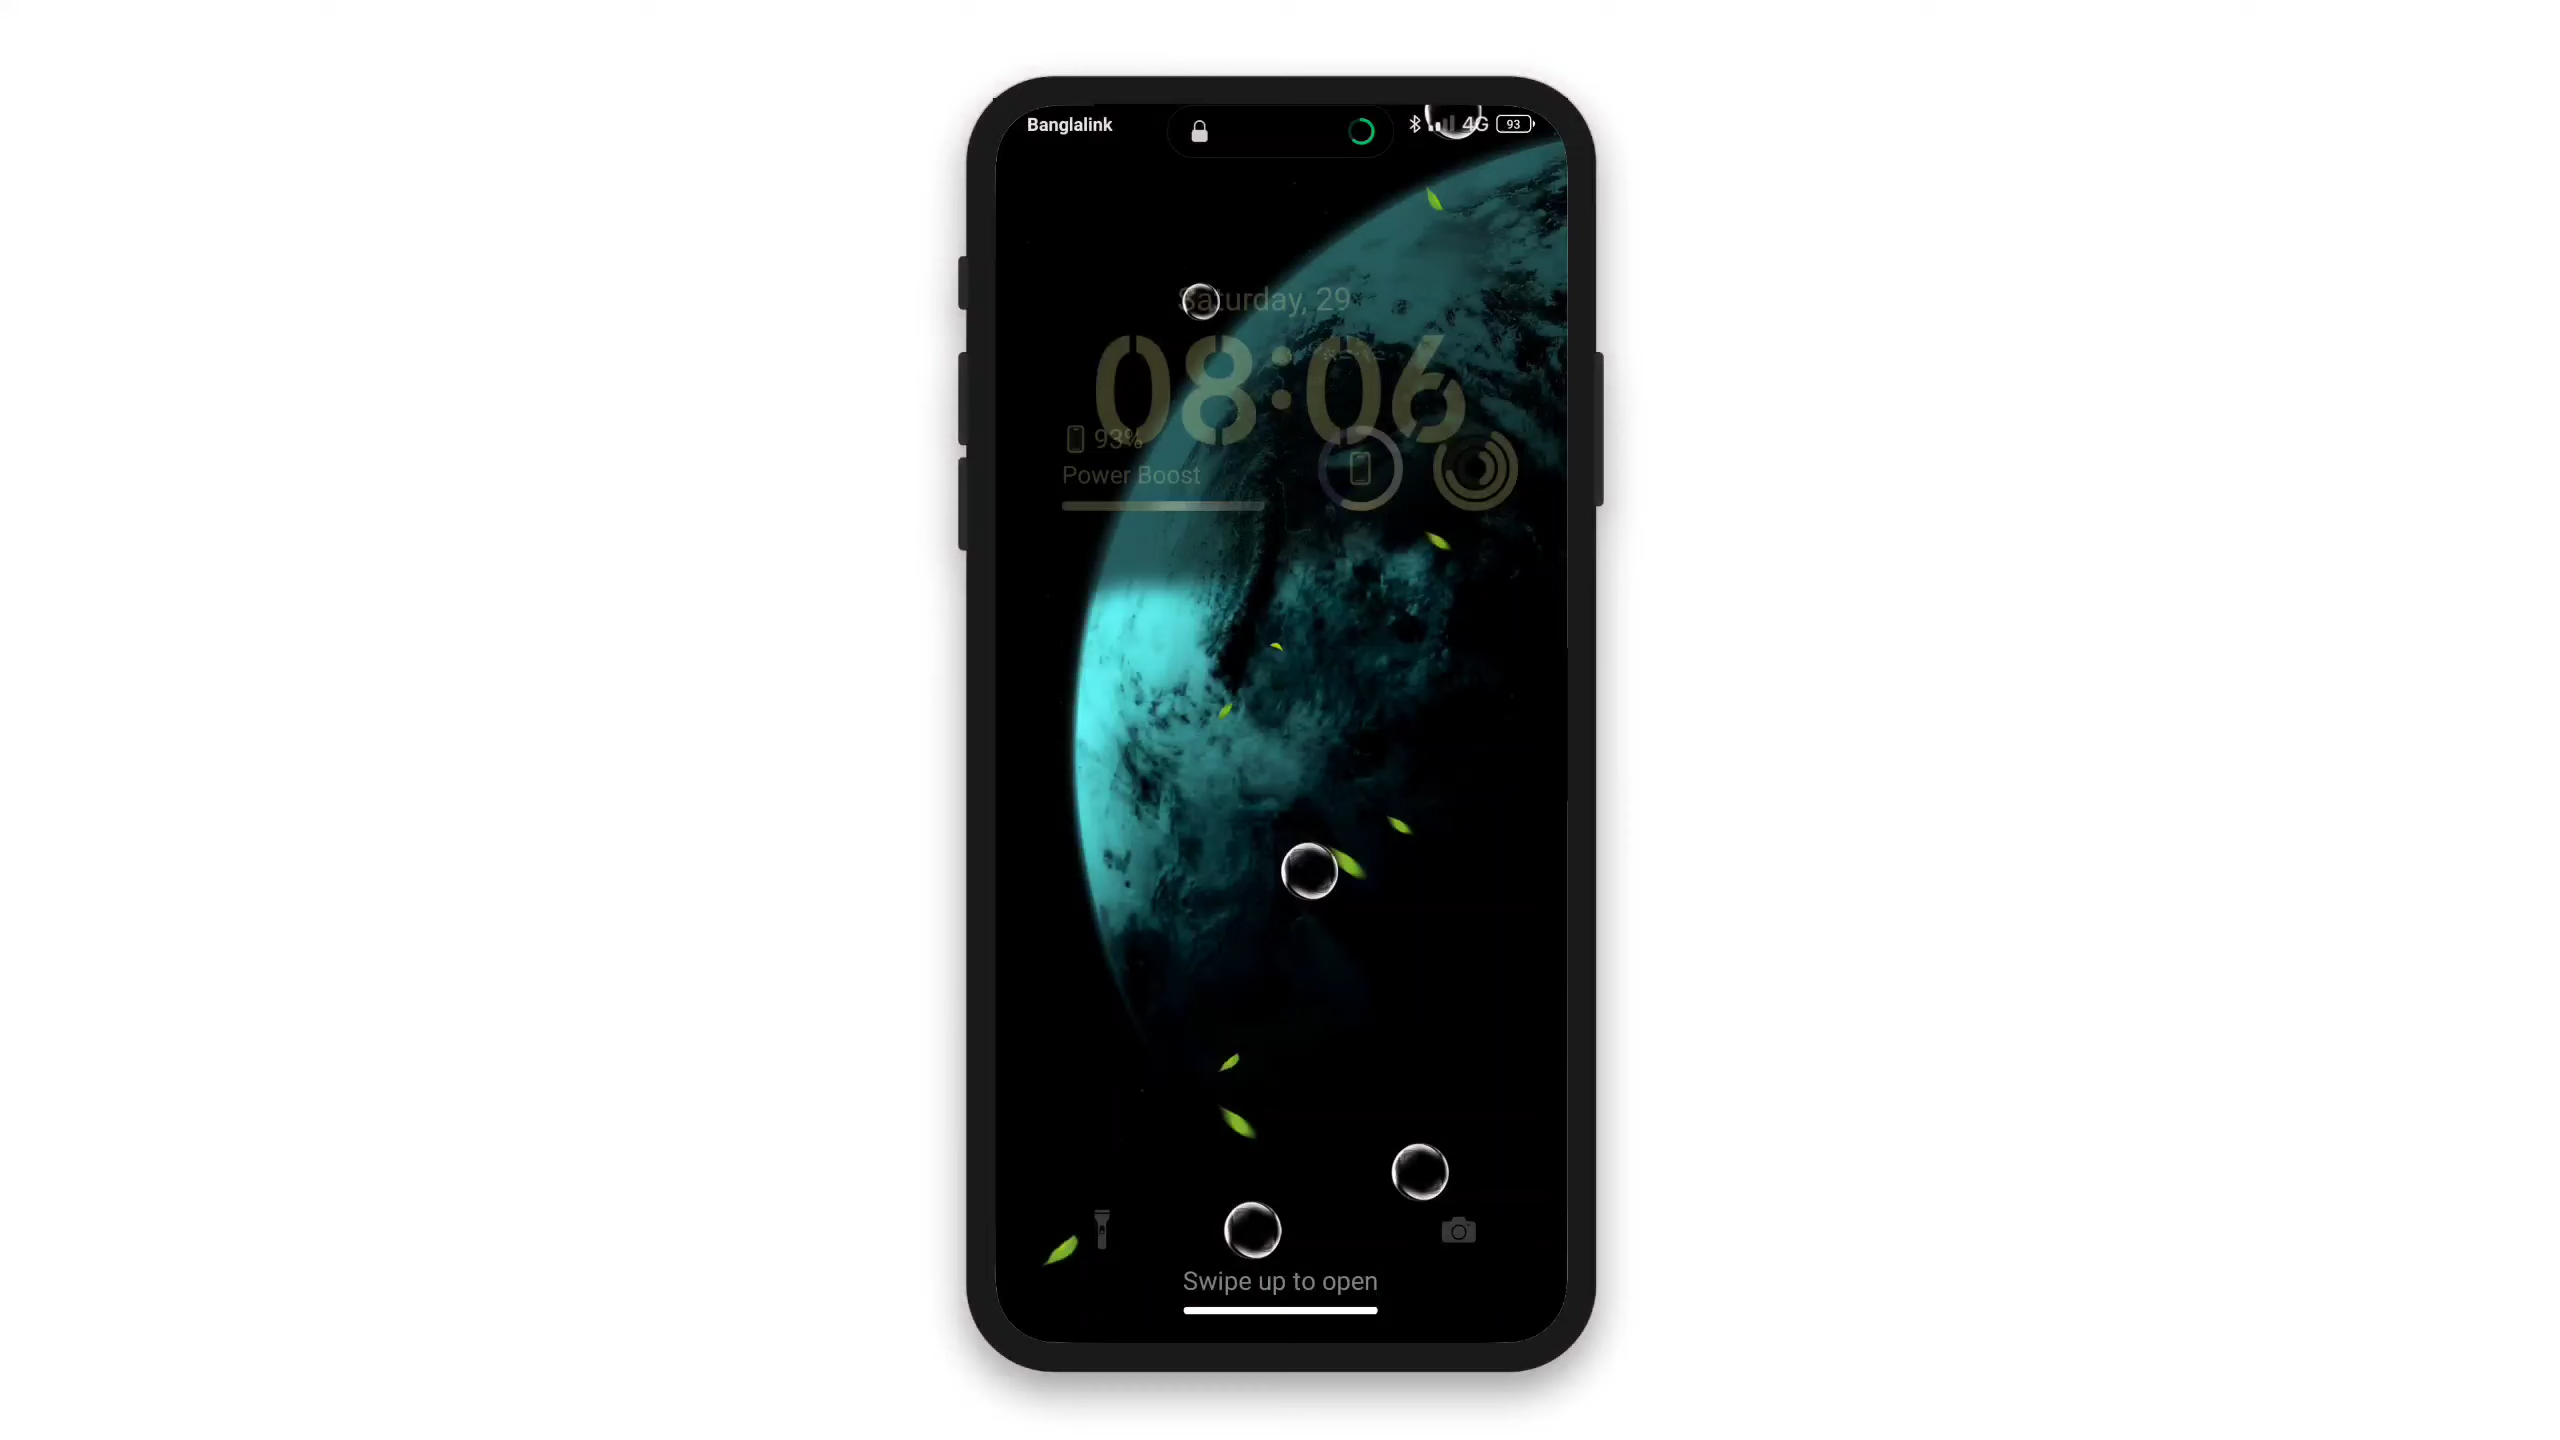 Banglalink
4G 93
Saturday, 29
08:06
93%
Power Boost
Swipe up to open